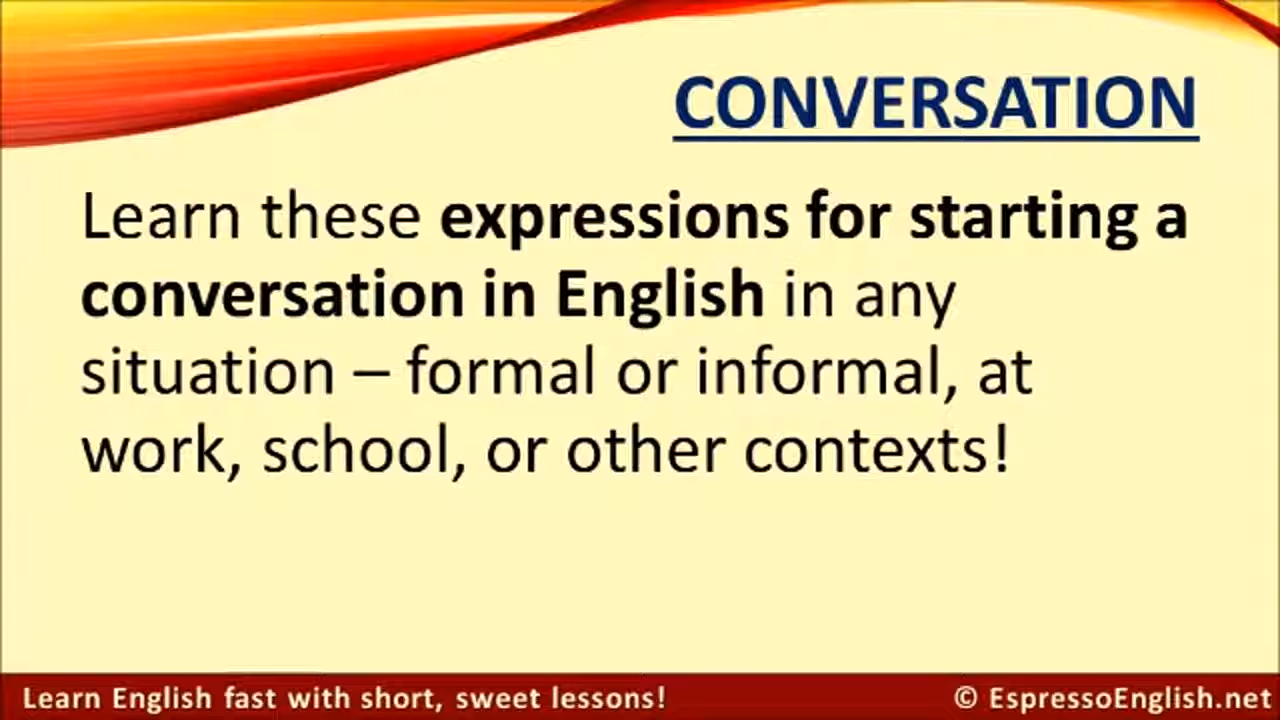 CONVERSATION
Learn these expressions for starting a
conversation in English in any
situation – formal or informal, at
work, school, or other contexts!
Learn English fast with short, sweet lessons!
© EspressoEnglish.net